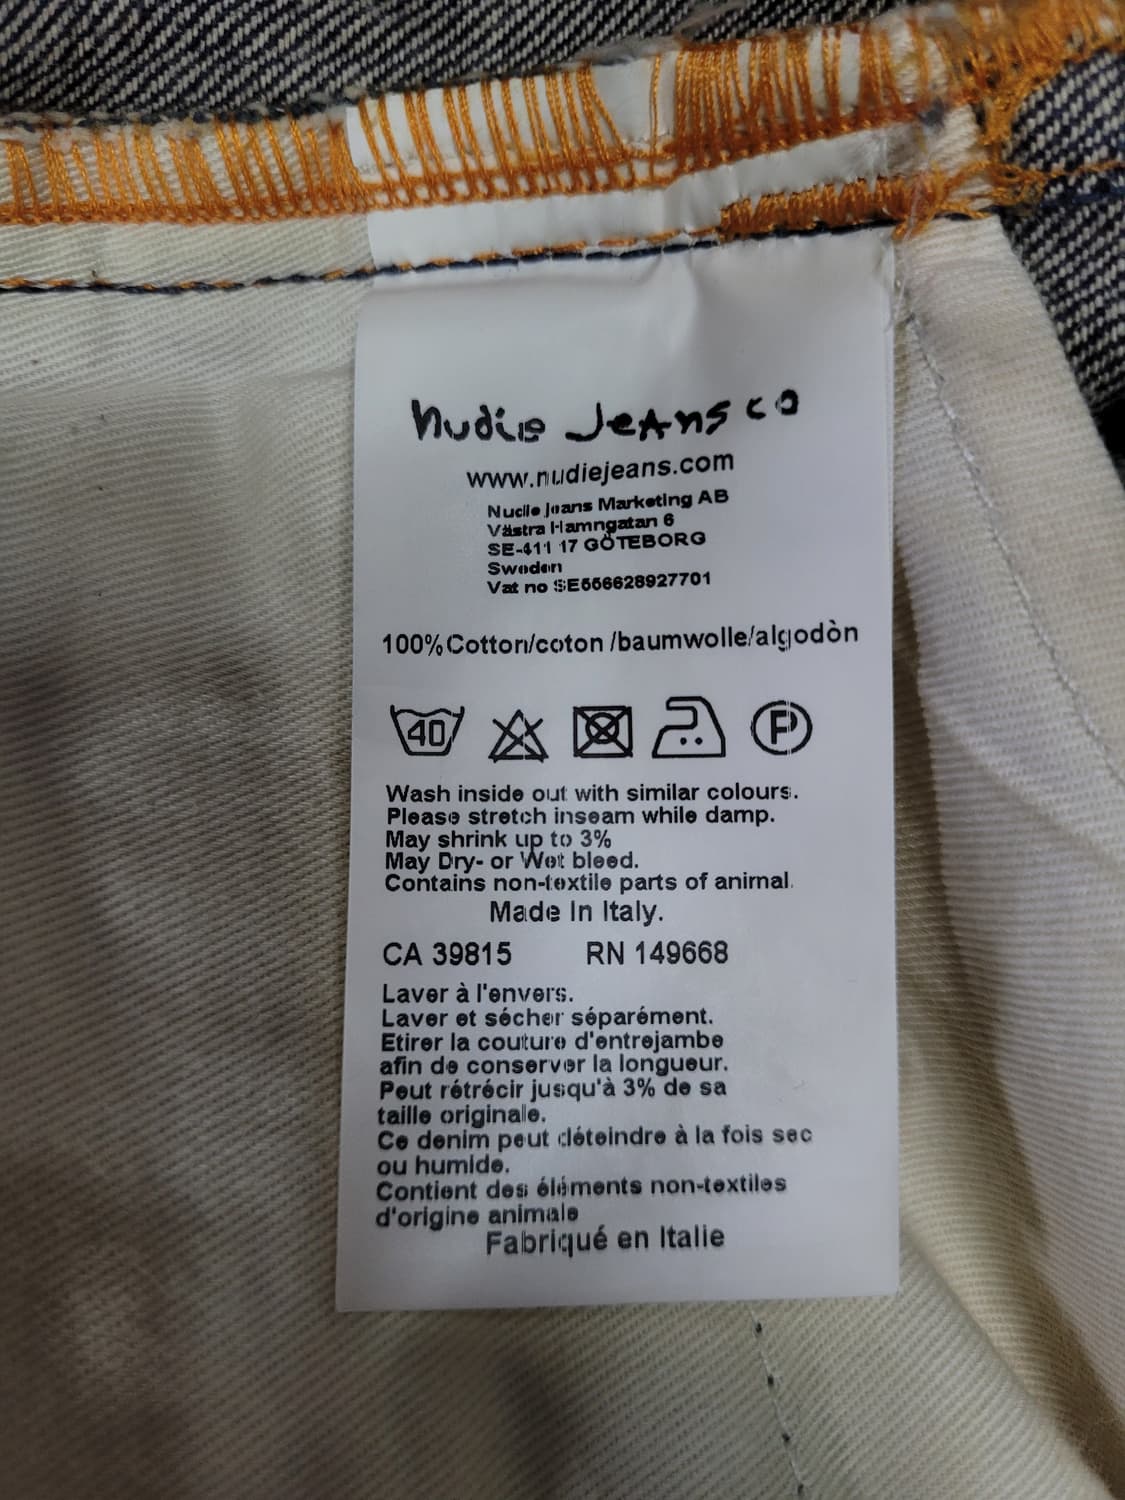 nudie Jeans co
www.nudiejeans.com
Nudie Jeans Marketing AB
Västra Hamngatan 6
SE-411 17 GÖTEBORG
Sweden
Vat no SE556628927701
100%Cotton/coton /baumwolle/algodòn
40
P
Wash inside out with similar colours.
Please stretch inseam while damp.
May shrink up to 3%
May Dry- or Wet bleed.
Contains non-textile parts of animal.
Made In Italy.
CA 39815 RN 149668
Laver à l'envers.
Laver et sécher séparément.
Etirer la couture d'entrejambe
afin de conserver la longueur.
Peut rétrécir jusqu'à 3% de sa
taille originale.
Ce denim peut déteindre à la fois sec
ou humide.
Contient des éléments non-textiles
d'origine animale
Fabriqué en Italie